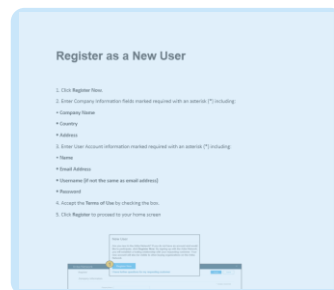 Register as a New User
1. Click Register Now.
2. Enter Company information fields marked required with an asterisk (*) including:
• Company Name
• Country
• Address
3. Enter User Account information marked required with an asterisk (*) including:
• Name
• Email Address
• Username [if not the same as email address]
• Password
4. Accept the Terms of Use by checking the box.
5. Click Register to proceed to your home screen
New User